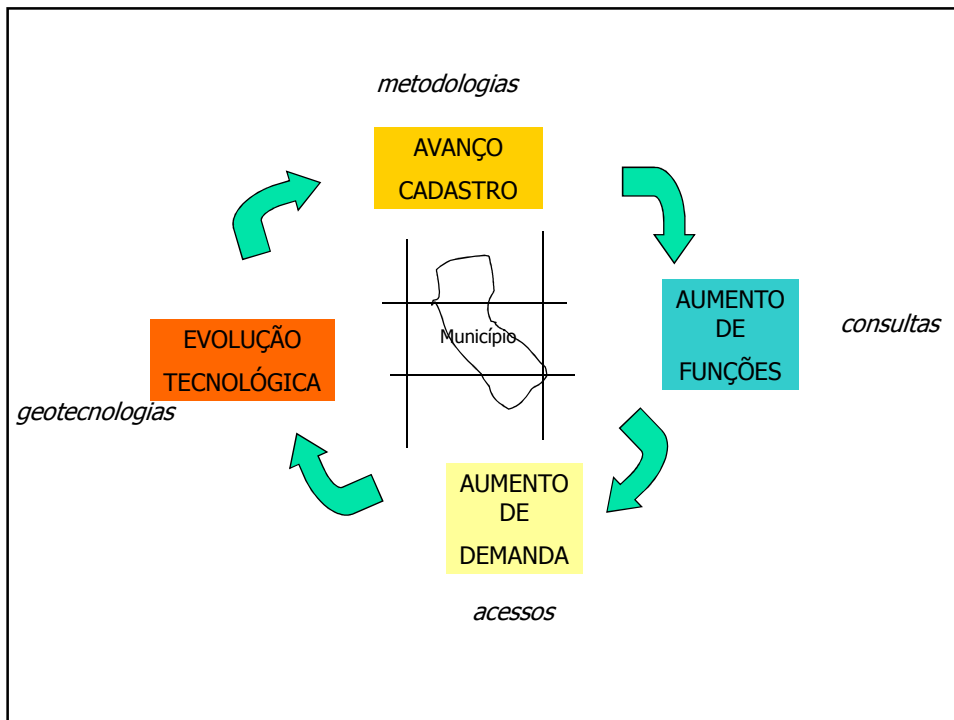 metodologias
AVANÇO
CADASTRO
AUMENTO
DE
FUNÇÕES
consultas
Município
EVOLUÇÃO
TECNOLÓGICA
geotecnologias
AUMENTO
DE
DEMANDA
acessos